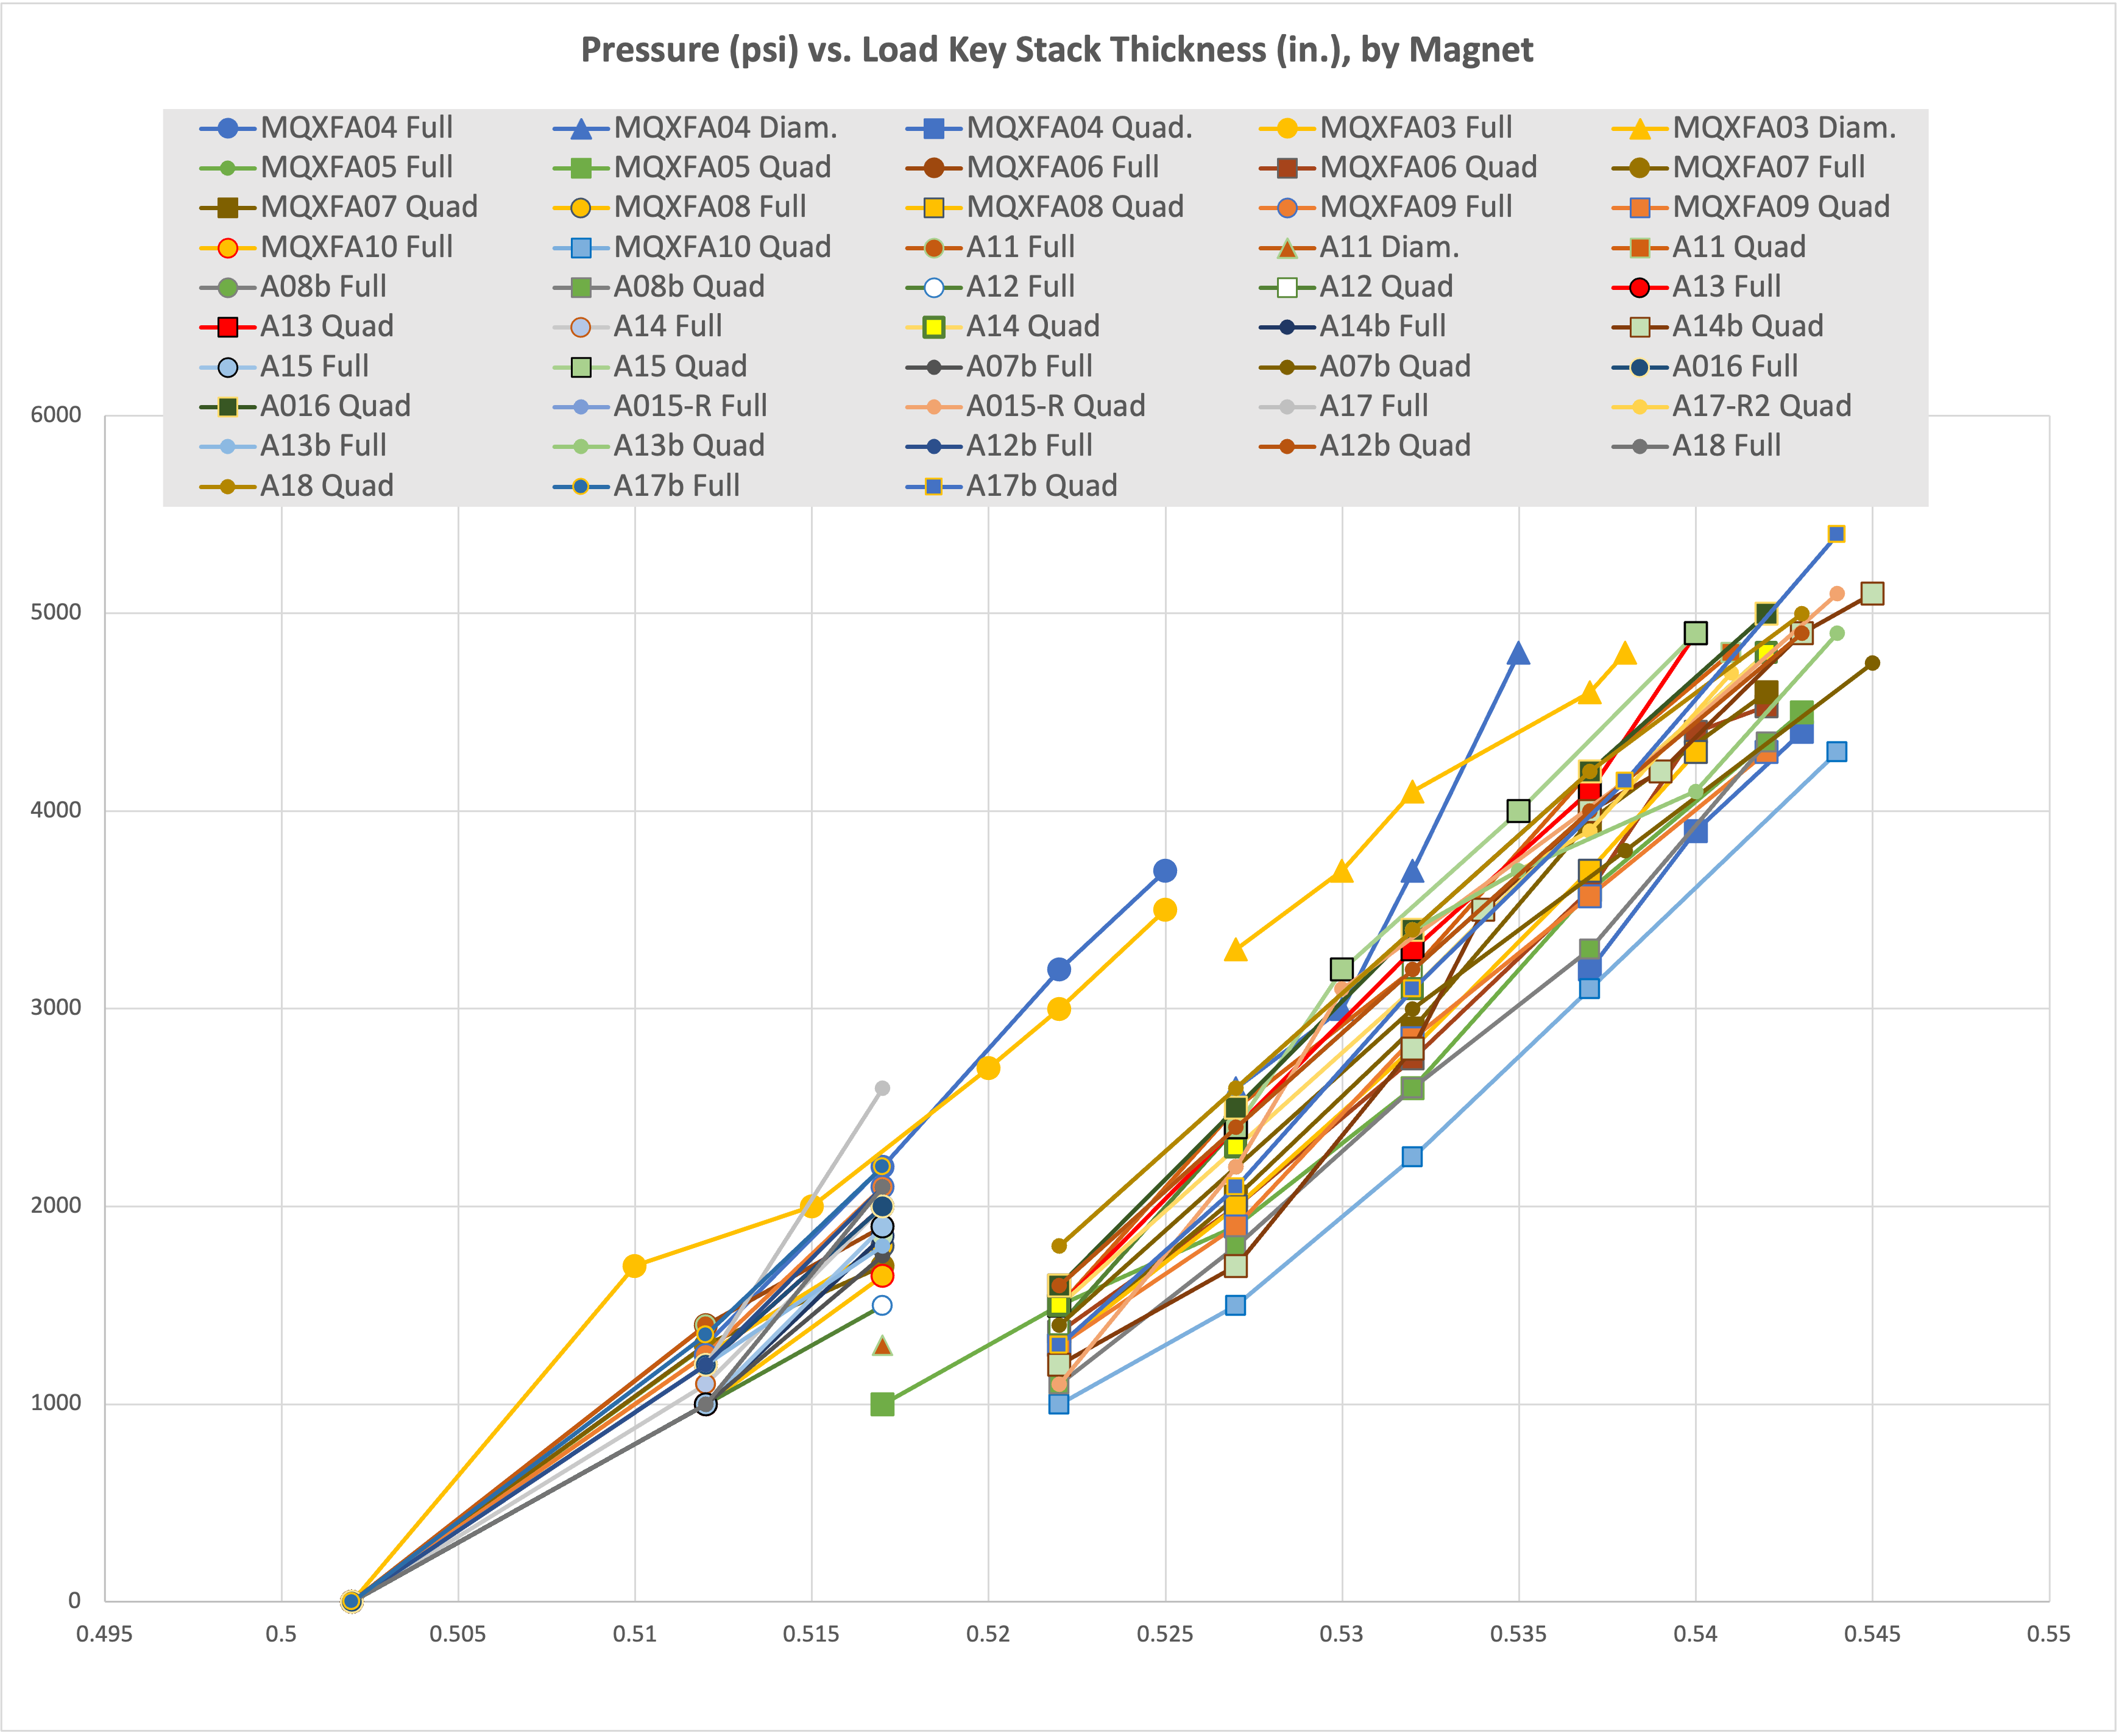 Pressure (psi) vs. Load Key Stack Thickness (in.), by Magnet
MQXFA04 Full MQXFA04 Diam. MQXFA04 Quad. MQXFA03 Full MQXFA03 Diam.
MQXFA05 Full MQXFA05 Quad MQXFA06 Full MQXFA06 Quad MQXFA07 Full
MQXFA07 Quad MQXFA08 Full MQXFA08 Quad MQXFA09 Full MQXFA09 Quad
MQXFA10 Full MQXFA10 Quad A11 Full A11 Diam. A11 Quad
A08b Full A08b Quad A12 Full A12 Quad A13 Full
A13 Quad A14 Full A14 Quad A14b Full A14b Quad
A15 Full A15 Quad A07b Full A07b Quad A016 Full
A016 Quad A015-R Full A015-R Quad A17 Full A17-R2 Quad
A13b Full A13b Quad A12b Full A12b Quad A18 Full
A18 Quad A17b Full A17b Quad
6000
5000
4000
3000
2000
1000
0
0.495 0.5 0.505 0.51 0.515 0.52 0.525 0.53 0.535 0.54 0.545 0.55